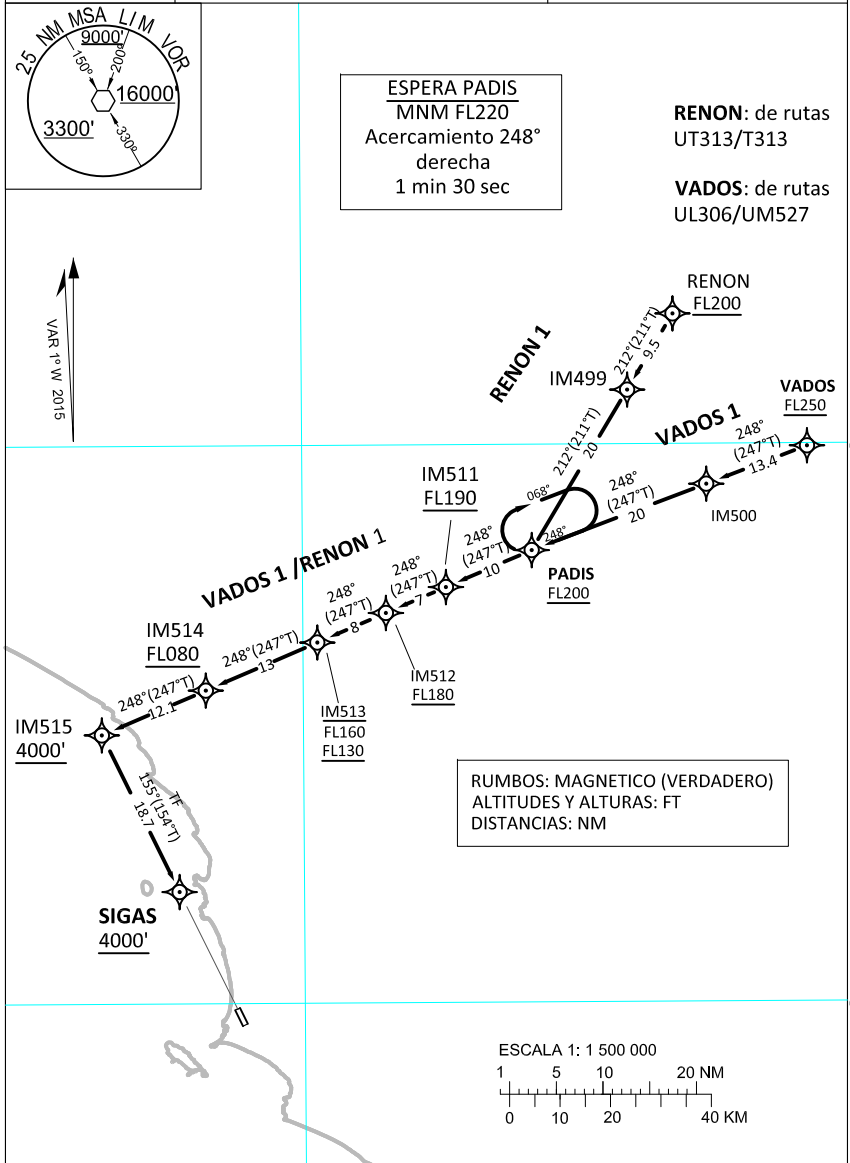 25 NM MSA LIM VOR
9000'
150º
200º
16000'
3300'
330º
ESPERA PADIS
MNM FL220
Acercamiento 248°
derecha
1 min 30 sec
RENON: de rutas
UT313/T313
VADOS: de rutas
UL306/UM527
VAR 1º W 2015
RENON
FL200
212°(211°T)
9.5
RENON 1
IM499
VADOS
FL250
VADOS 1
248°
(247°T)
13.4
212°(211°T)
20
IM511
FL190
068°
248°
248°
(247°T)
20
IM500
248°
(247°T)
10
PADIS
FL200
VADOS 1 /RENON 1
248°
(247°T)
7
248°
(247°T)
8
IM514
FL080
248°(247°T)
13
IM512
FL180
248°(247°T)
12.1
IM513
FL160
FL130
IM515
4000'
TF
155°(154°T)
18.7
RUMBOS: MAGNETICO (VERDADERO)
ALTITUDES Y ALTURAS: FT
DISTANCIAS: NM
SIGAS
4000'
ESCALA 1: 1 500 000
1 5 10 20 NM
0 10 20 40 KM